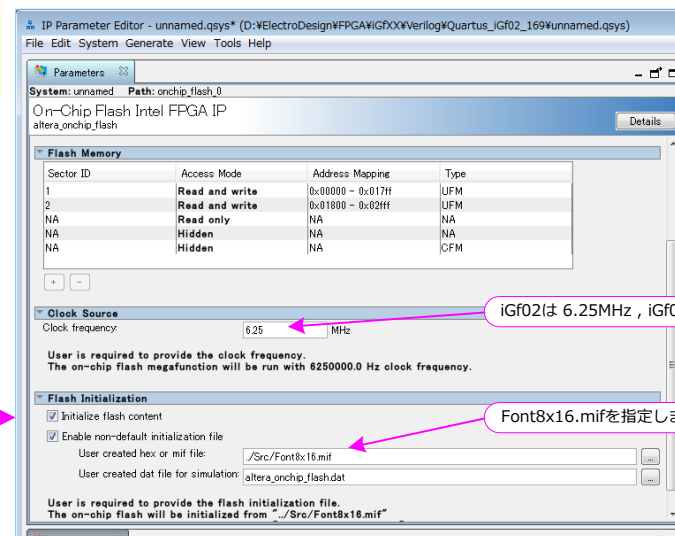 IP Parameter Editor - unnamed.qsys* (D:¥ElectroDesign¥FPGA¥iGfXX¥Verilog¥Quartus_iGf02_169¥unnamed.qsys)
File Edit System Generate View Tools Help
Parameters
System: unnamed Path: onchip_flash_0
On-Chip Flash Intel FPGA IP
altera_onchip_flash
Details
Flash Memory
Sector ID Access Mode Address Mapping Type
1 Read and write 0x00000 - 0x017ff UFM
2 Read and write 0x01800 - 0x02fff UFM
NA Read only NA NA
NA Hidden NA NA
NA Hidden NA CFM
+ -
Clock Source
iGf02は 6.25MHz , iGf0
Clock frequency: 6.25 MHz
User is required to provide the clock frequency.
The on-chip flash megafunction will be run with 6250000.0 Hz clock frequency.
Flash Initialization
Initialize flash content
Font8x16.mifを指定しま
Enable non-default initialization file
User created hex or mif file: ../Src/Font8x16.mif ...
User created dat file for simulation: altera_onchip_flash.dat ...
User is required to provide the flash initialization file.
The on-chip flash will be initialized from "../Src/Font8x16.mif"